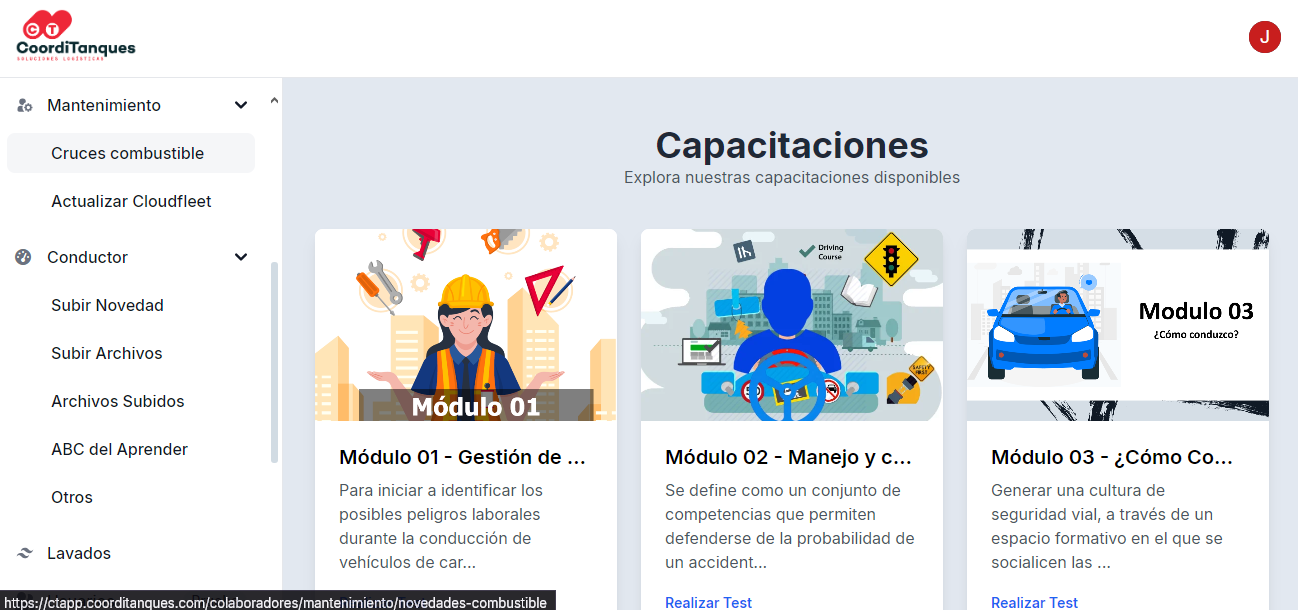 C T
CoordiTanques
SOLUCIONES LOGÍSTICAS
J
Mantenimiento
Cruces combustible
Actualizar Cloudfleet
Conductor
Subir Novedad
Subir Archivos
Archivos Subidos
ABC del Aprender
Otros
Lavados
https://ctapp.coorditanques.com/colaboradores/mantenimiento/novedades-combustible
Capacitaciones
Explora nuestras capacitaciones disponibles
Módulo 01
Módulo 01 - Gestión de ...
Para iniciar a identificar los
posibles peligros laborales
durante la conducción de
vehículos de car...
Driving
Course
SAFETY
FIRST
Módulo 02 - Manejo y c...
Se define como un conjunto de
competencias que permiten
defenderse de la probabilidad de
un accident...
Realizar Test
Modulo 03
¿Cómo conduzco?
Módulo 03 - ¿Cómo Co...
Generar una cultura de
seguridad vial, a través de un
espacio formativo en el que se
socialicen las ...
Realizar Test